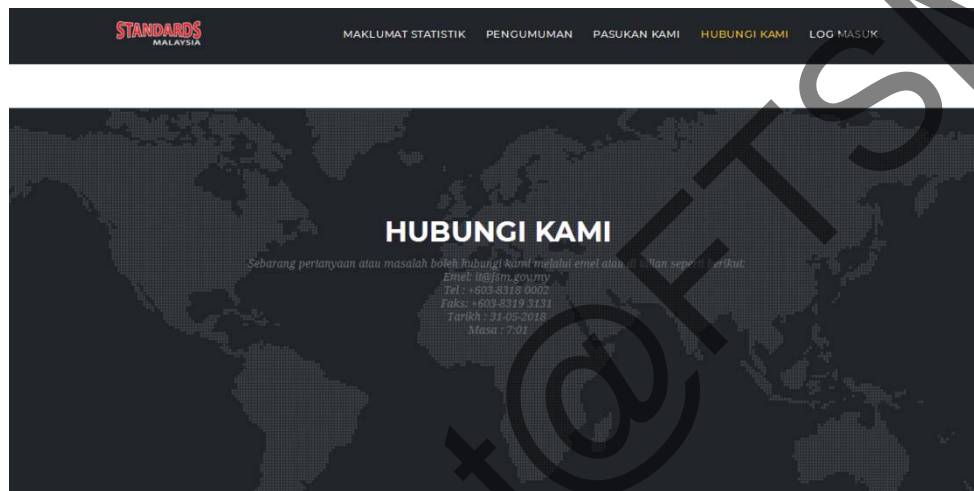 STANDARDS
MALAYSIA
MAKLUMAT STATISTIK PENGUMUMAN PASUKAN KAMI HUBUNGI KAMI LOG MASUK
HUBUNGI KAMI
Sebarang pertanyaan atau masalah boleh hubungi kami melalui emel atau di talian seperti berikut:
Emel: it@jsm.gov.my
Tel : +603-8318 0002
Faks: +603-8319 3131
Tarikh : 31-05-2018
Masa : 7:01
t@FTSM